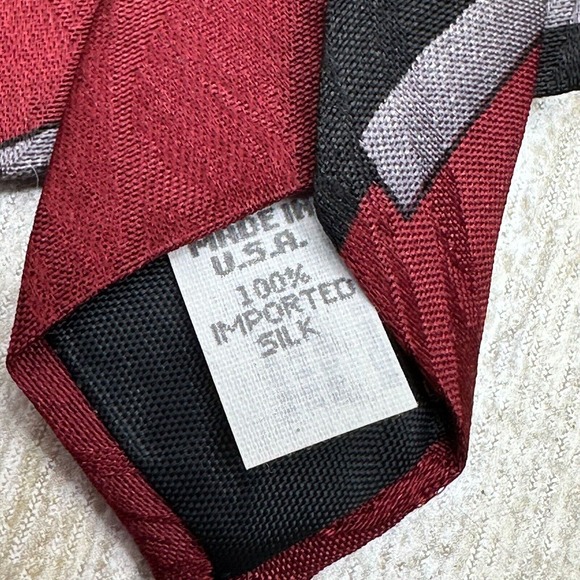 MADE IN
U.S.A.
100%
IMPORTED
SILK